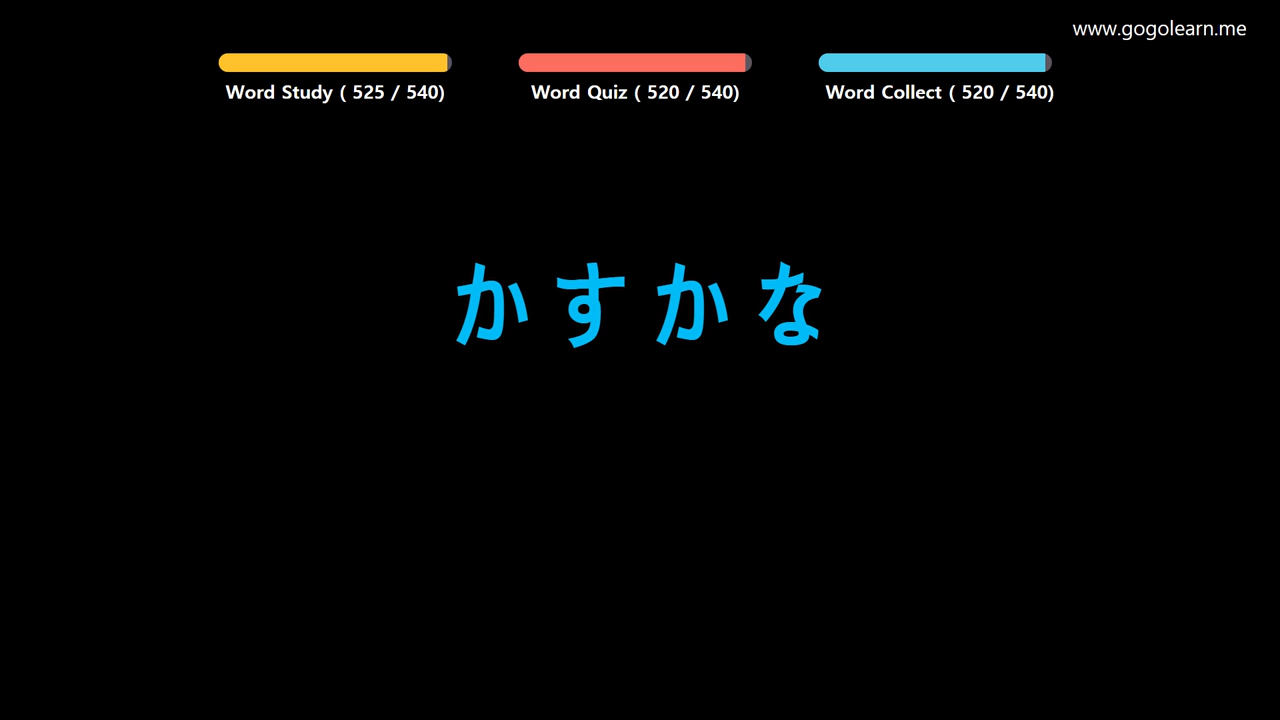 www.gogolearn.me
Word Study ( 525 / 540)
Word Quiz ( 520 / 540)
Word Collect ( 520 / 540)
かすかな